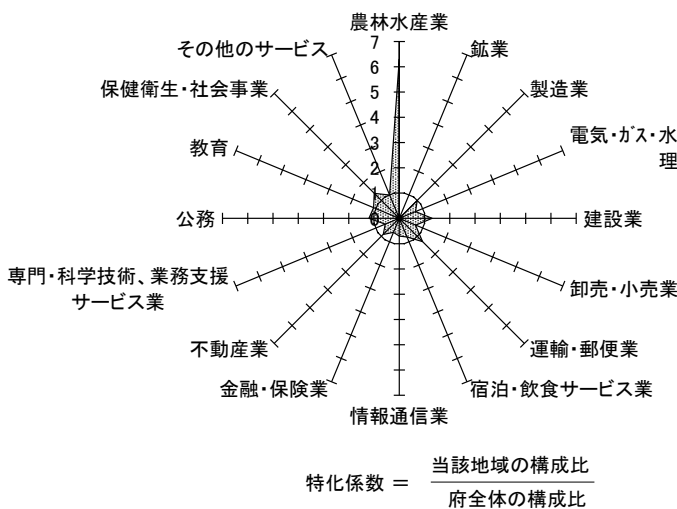 農林水産業
その他のサービス
鉱業
7
6
5
4
3
2
1
0
保健衛生・社会事業
製造業
教育
電気・ガス・水
理
公務
建設業
専門・科学技術、業務支援
サービス業
卸売・小売業
不動産業
運輸・郵便業
金融・保険業
宿泊・飲食サービス業
情報通信業
特化係数 = 当該地域の構成比
府全体の構成比